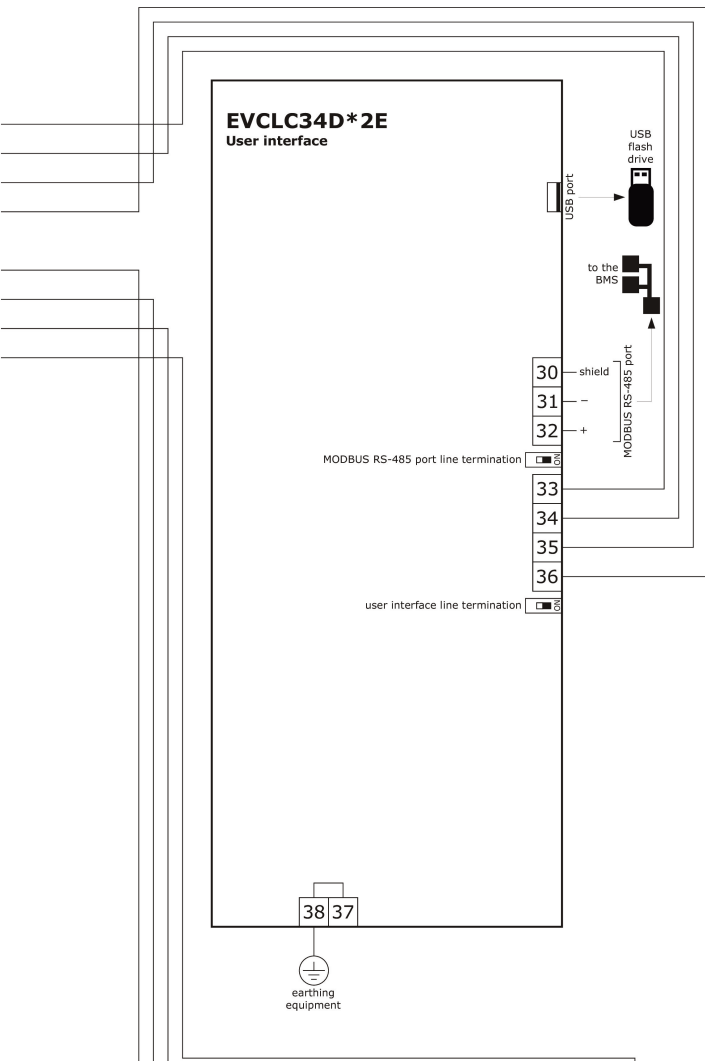 EVCLC34D*2E
User interface
USB
flash
drive
USB port
to the
BMS
30
shield
31
–
32
+
MODBUS RS-485 port
MODBUS RS-485 port line termination
ON
33
34
35
36
user interface line termination
ON
38
37
earthing
equipment